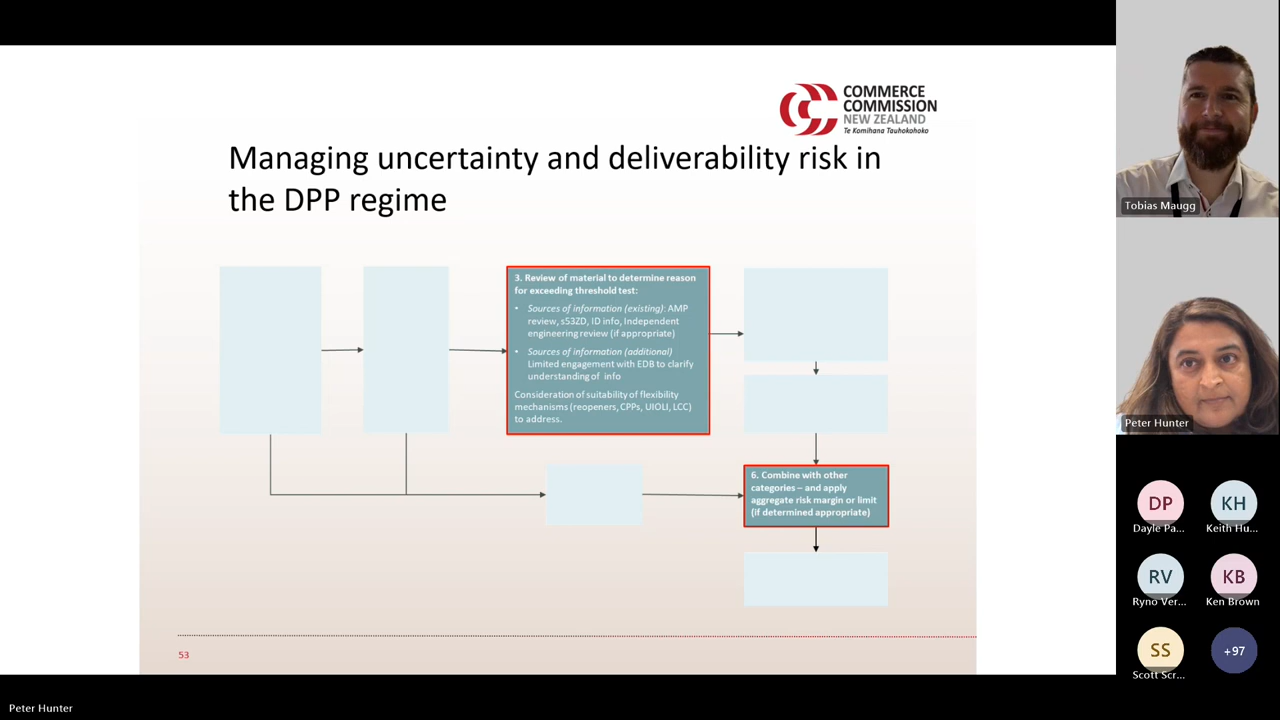 COMMERCE
COMMISSION
NEW ZEALAND
Te Komihana Tauhokohoko
Managing uncertainty and deliverability risk in
the DPP regime
3. Review of material to determine reason
for exceeding threshold test:
• Sources of information (existing): AMP
review, s53ZD, ID info, Independent
engineering review (if appropriate)
• Sources of information (additional)
Limited engagement with EDB to clarify
understanding of info
Consideration of suitability of flexibility
mechanisms (reopeners, CPPs, UIOLI, LCC)
to address.
6. Combine with other
categories – and apply
aggregate risk margin or limit
(if determined appropriate)
53
Tobias Maugg
Peter Hunter
DP
Dayle Pa...
KH
Keith Hu...
RV
Ryno Ver...
KB
Ken Brown
SS
Scott Scr...
+97
Peter Hunter